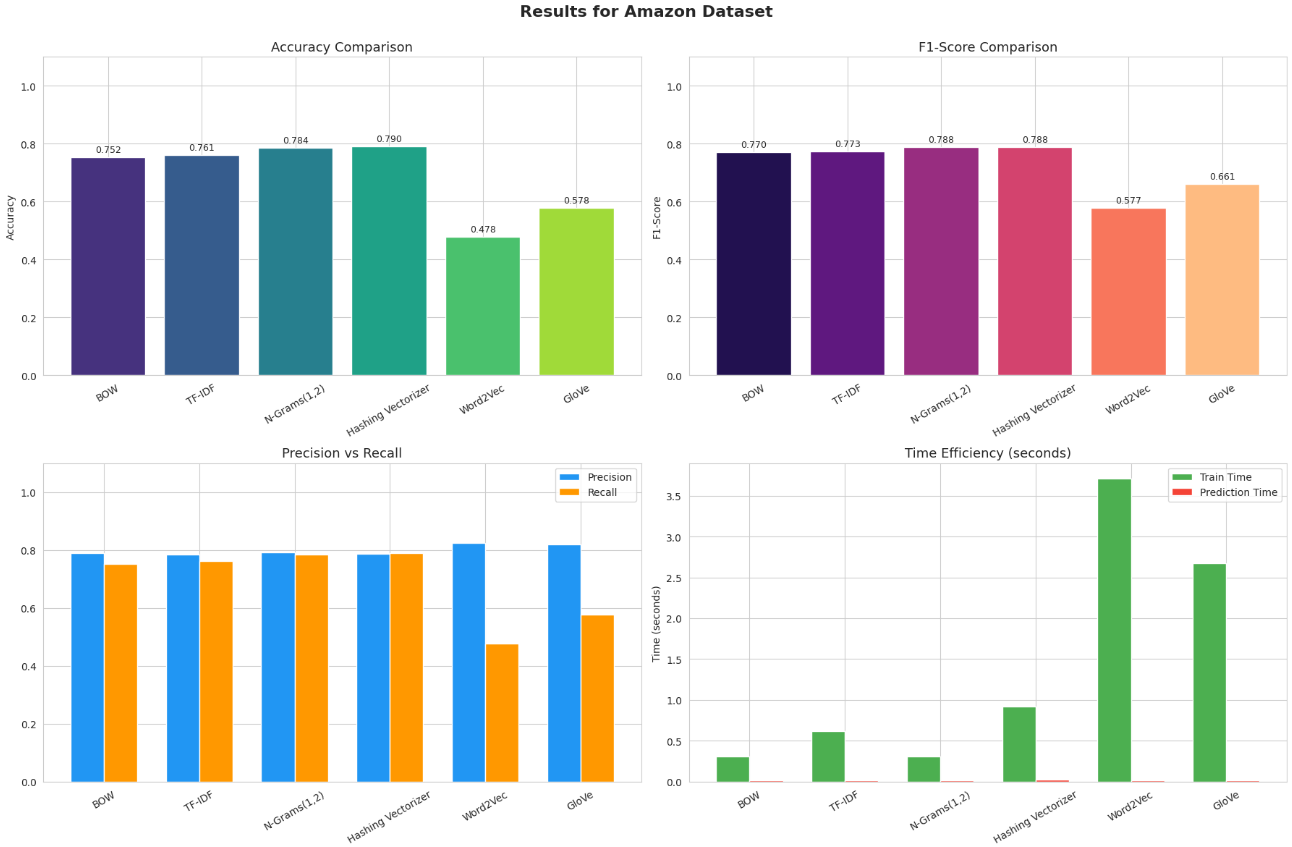 Results for Amazon Dataset
Accuracy Comparison
Accuracy
1.0
0.8
0.6
0.4
0.2
0.0
0.752
0.761
0.784
0.790
0.478
0.578
BOW
TF-IDF
N-Grams(1,2)
Hashing Vectorizer
Word2Vec
GloVe
F1-Score Comparison
F1-Score
1.0
0.8
0.6
0.4
0.2
0.0
0.770
0.773
0.788
0.788
0.577
0.661
BOW
TF-IDF
N-Grams(1,2)
Hashing Vectorizer
Word2Vec
GloVe
Precision vs Recall
Precision
Recall
1.0
0.8
0.6
0.4
0.2
0.0
BOW
TF-IDF
N-Grams(1,2)
Hashing Vectorizer
Word2Vec
GloVe
Time Efficiency (seconds)
Train Time
Prediction Time
Time (seconds)
3.5
3.0
2.5
2.0
1.5
1.0
0.5
0.0
BOW
TF-IDF
N-Grams(1,2)
Hashing Vectorizer
Word2Vec
GloVe